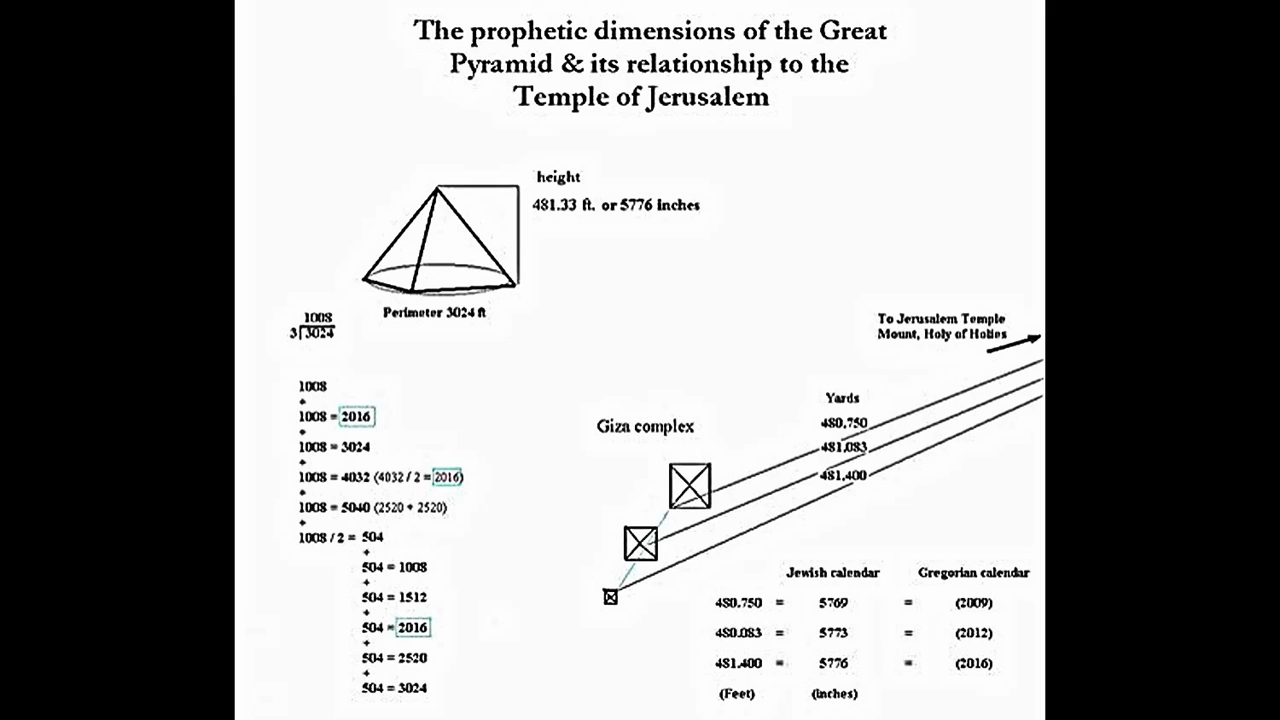 The prophetic dimensions of the Great
Pyramid & its relationship to the
Temple of Jerusalem
height
481.33 ft. or 5776 inches
Perimeter 3024 ft
1008
3 3024
To Jerusalem Temple
Mount, Holy of Holies
1008
+
1008 = 2016
+
1008 = 3024
+
1008 = 4032 (4032 / 2 = 2016)
+
1008 = 5040 (2520 + 2520)
+
1008 / 2 = 504
+
504 = 1008
+
504 = 1512
+
504 = 2016
+
504 = 2520
+
504 = 3024
Giza complex
Yards
480,750
481,083
481,400
Jewish calendar Gregorian calendar
480.750 = 5769 = (2009)
480.083 = 5773 = (2012)
481.400 = 5776 = (2016)
(Feet) (inches)